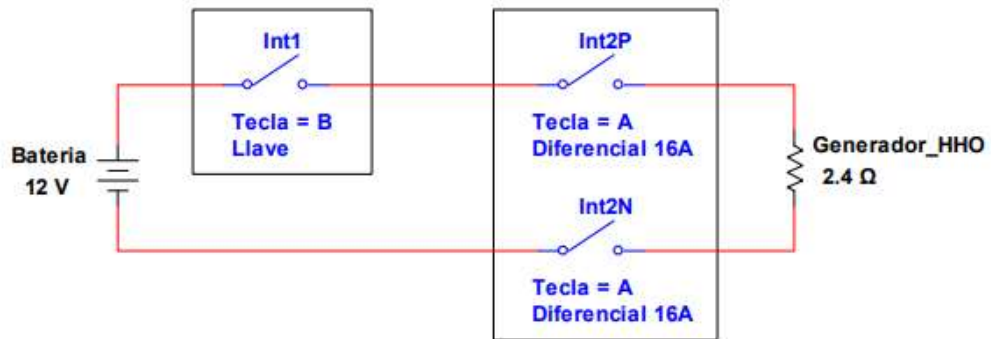 Int1
Tecla = B
Llave
Int2P
Tecla = A
Diferencial 16A
Bateria
12 V
Generador_HHO
2.4 Ω
Int2N
Tecla = A
Diferencial 16A